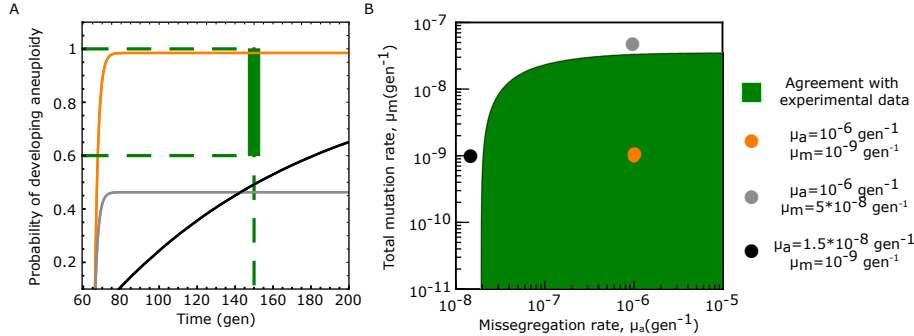 A
Probability of developing aneuploidy
1
0.8
0.6
0.4
0.2
60 80 100 120 140 160 180 200
Time (gen)
B
Total mutation rate, μm(gen-1)
10-7
10-8
10-9
10-10
10-11
10-8 10-7 10-6 10-5
Missegregation rate, μa(gen-1)
Agreement with
experimental data
μa=10-6 gen-1
μm=10-9 gen-1
μa=10-6 gen-1
μm=5*10-8 gen-1
μa=1.5*10-8 gen-1
μm=10-9 gen-1